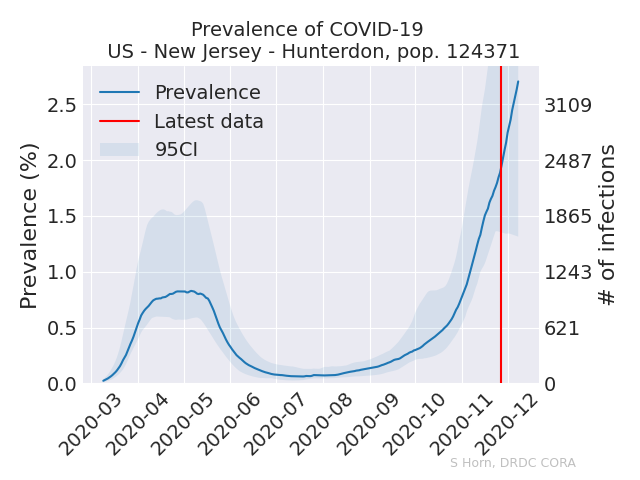 Prevalence of COVID-19
US - New Jersey - Hunterdon, pop. 124371
Prevalence
Latest data
95CI
Prevalence (%)
2.5
2.0
1.5
1.0
0.5
0.0
3109
2487
1865
1243
621
0
# of infections
2020-03
2020-04
2020-05
2020-06
2020-07
2020-08
2020-09
2020-10
2020-11
2020-12
S Horn, DRDC CORA